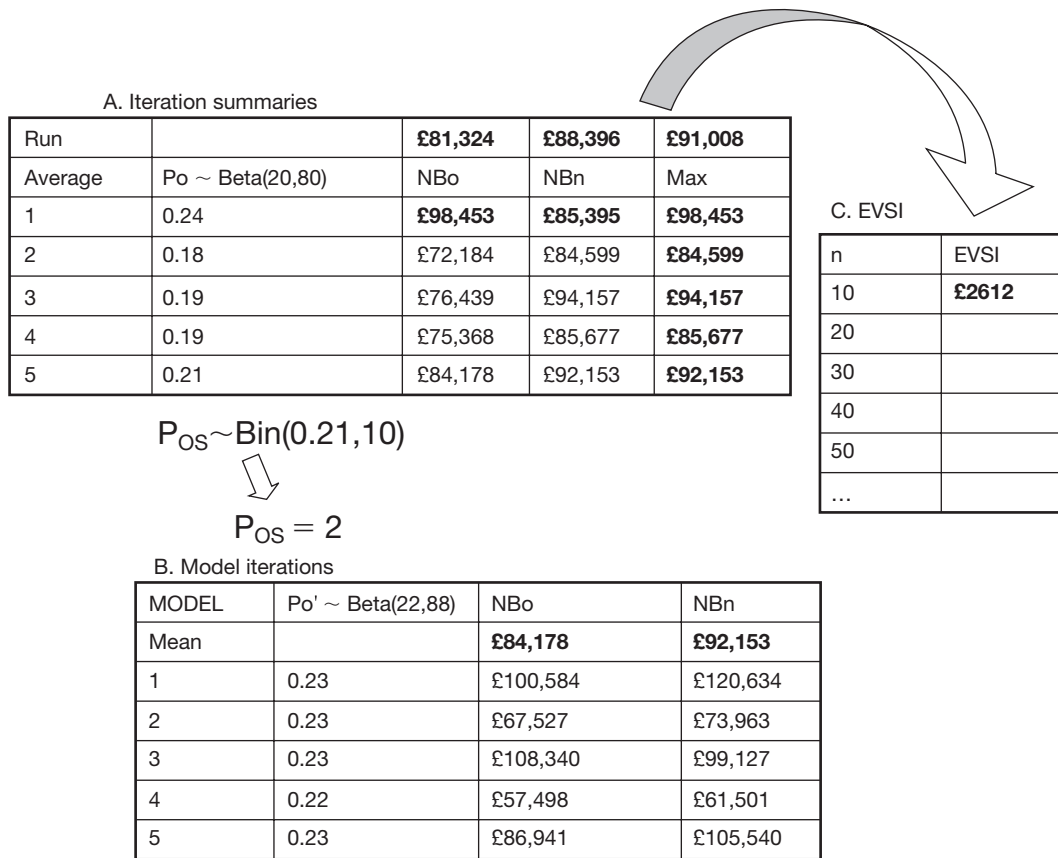 A. Iteration summaries
Run £81,324 £88,396 £91,008
Average Po ~ Beta(20,80) NBo NBn Max
1 0.24 £98,453 £85,395 £98,453
2 0.18 £72,184 £84,599 £84,599
3 0.19 £76,439 £94,157 £94,157
4 0.19 £75,368 £85,677 £85,677
5 0.21 £84,178 £92,153 £92,153
C. EVSI
n EVSI
10 £2612
20
30
40
50
...
P_OS~Bin(0.21,10)
P_OS = 2
B. Model iterations
MODEL Po' ~ Beta(22,88) NBo NBn
Mean £84,178 £92,153
1 0.23 £100,584 £120,634
2 0.23 £67,527 £73,963
3 0.23 £108,340 £99,127
4 0.22 £57,498 £61,501
5 0.23 £86,941 £105,540